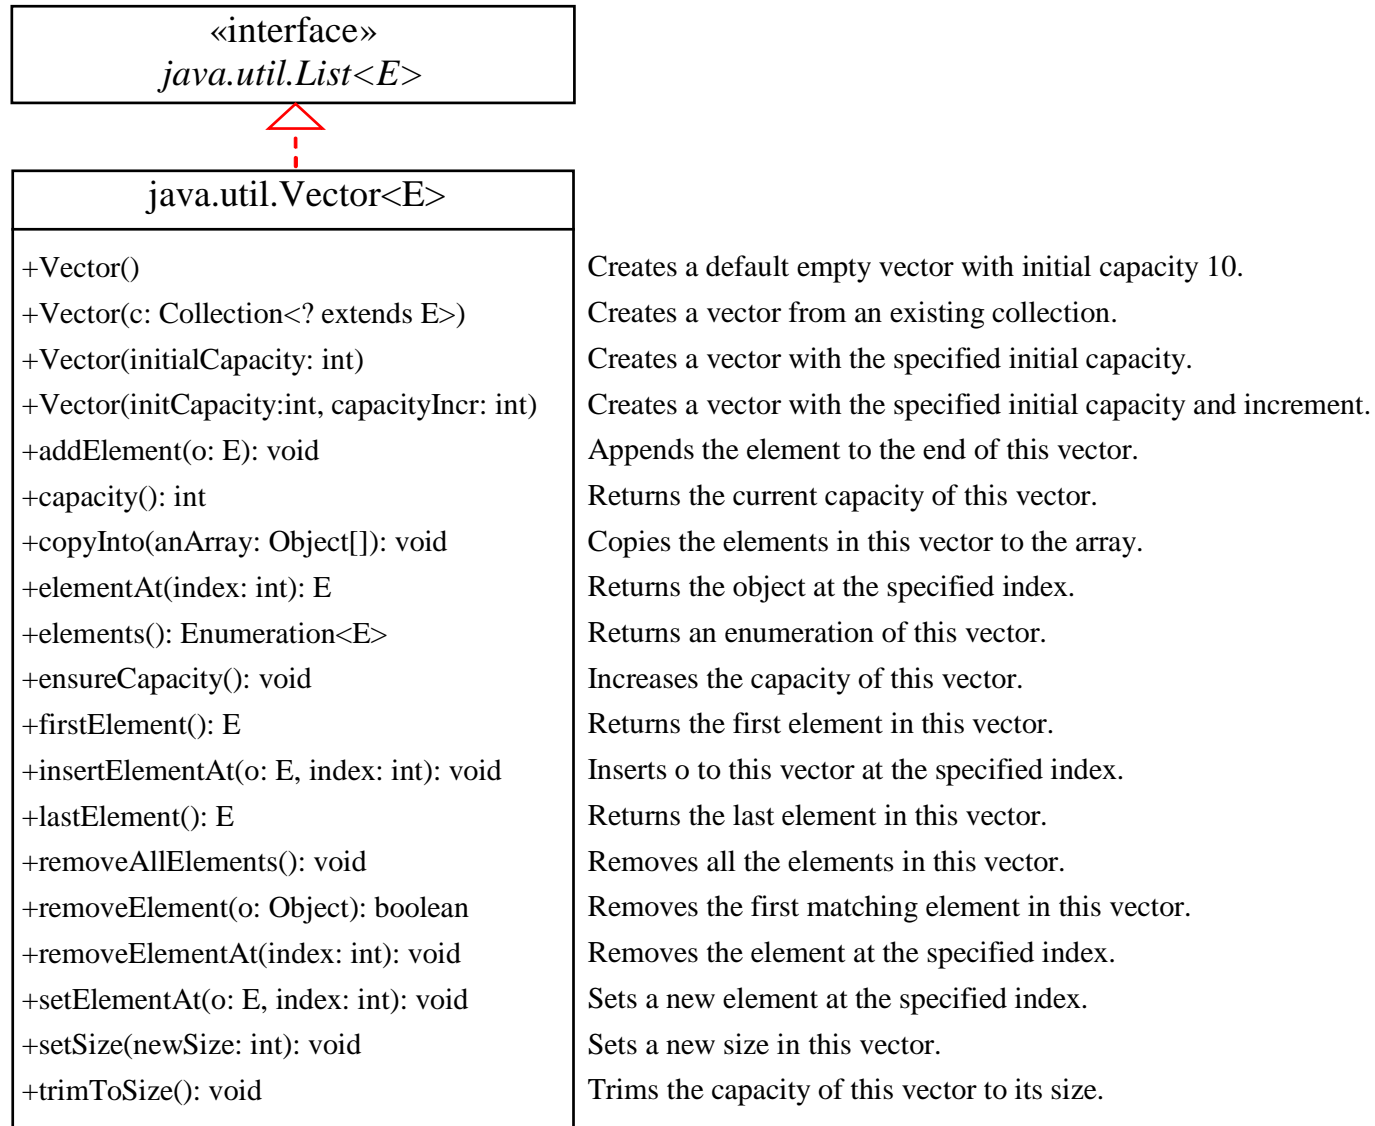 «interface»
java.util.List<E>
java.util.Vector<E>
+Vector() Creates a default empty vector with initial capacity 10.
+Vector(c: Collection<? extends E>) Creates a vector from an existing collection.
+Vector(initialCapacity: int) Creates a vector with the specified initial capacity.
+Vector(initCapacity:int, capacityIncr: int) Creates a vector with the specified initial capacity and increment.
+addElement(o: E): void Appends the element to the end of this vector.
+capacity(): int Returns the current capacity of this vector.
+copyInto(anArray: Object[]): void Copies the elements in this vector to the array.
+elementAt(index: int): E Returns the object at the specified index.
+elements(): Enumeration<E> Returns an enumeration of this vector.
+ensureCapacity(): void Increases the capacity of this vector.
+firstElement(): E Returns the first element in this vector.
+insertElementAt(o: E, index: int): void Inserts o to this vector at the specified index.
+lastElement(): E Returns the last element in this vector.
+removeAllElements(): void Removes all the elements in this vector.
+removeElement(o: Object): boolean Removes the first matching element in this vector.
+removeElementAt(index: int): void Removes the element at the specified index.
+setElementAt(o: E, index: int): void Sets a new element at the specified index.
+setSize(newSize: int): void Sets a new size in this vector.
+trimToSize(): void Trims the capacity of this vector to its size.